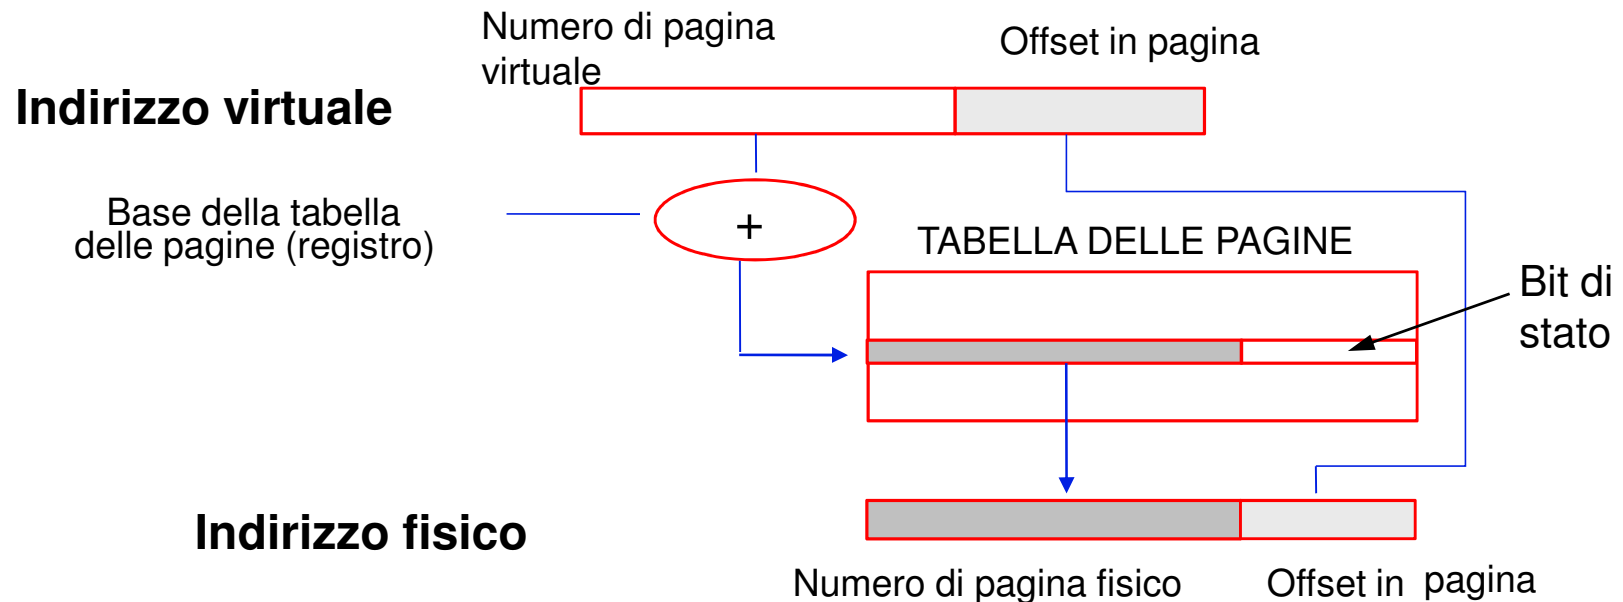 Numero di pagina
virtuale
Offset in pagina
Indirizzo virtuale
Base della tabella
delle pagine (registro)
+
TABELLA DELLE PAGINE
Bit di
stato
Indirizzo fisico
Numero di pagina fisico
Offset in pagina